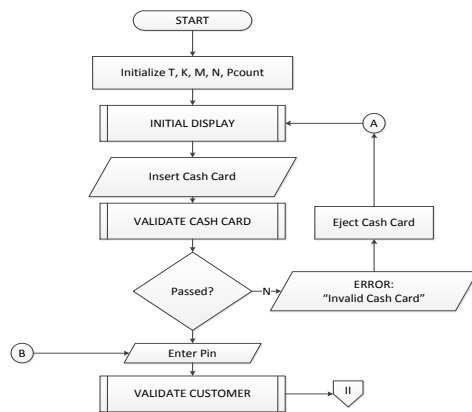 START
Initialize T, K, M, N, Pcount
INITIAL DISPLAY
A
Insert Cash Card
VALIDATE CASH CARD
Eject Cash Card
Passed?
N
ERROR:
“Invalid Cash Card”
B
Enter Pin
VALIDATE CUSTOMER
II